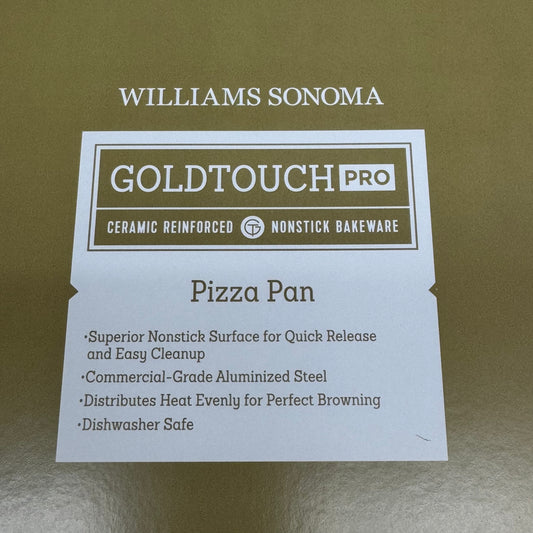 WILLIAMS SONOMA
GOLDTOUCH PRO
CERAMIC REINFORCED GT NONSTICK BAKEWARE
Pizza Pan
·Superior Nonstick Surface for Quick Release
and Easy Cleanup
·Commercial-Grade Aluminized Steel
·Distributes Heat Evenly for Perfect Browning
·Dishwasher Safe